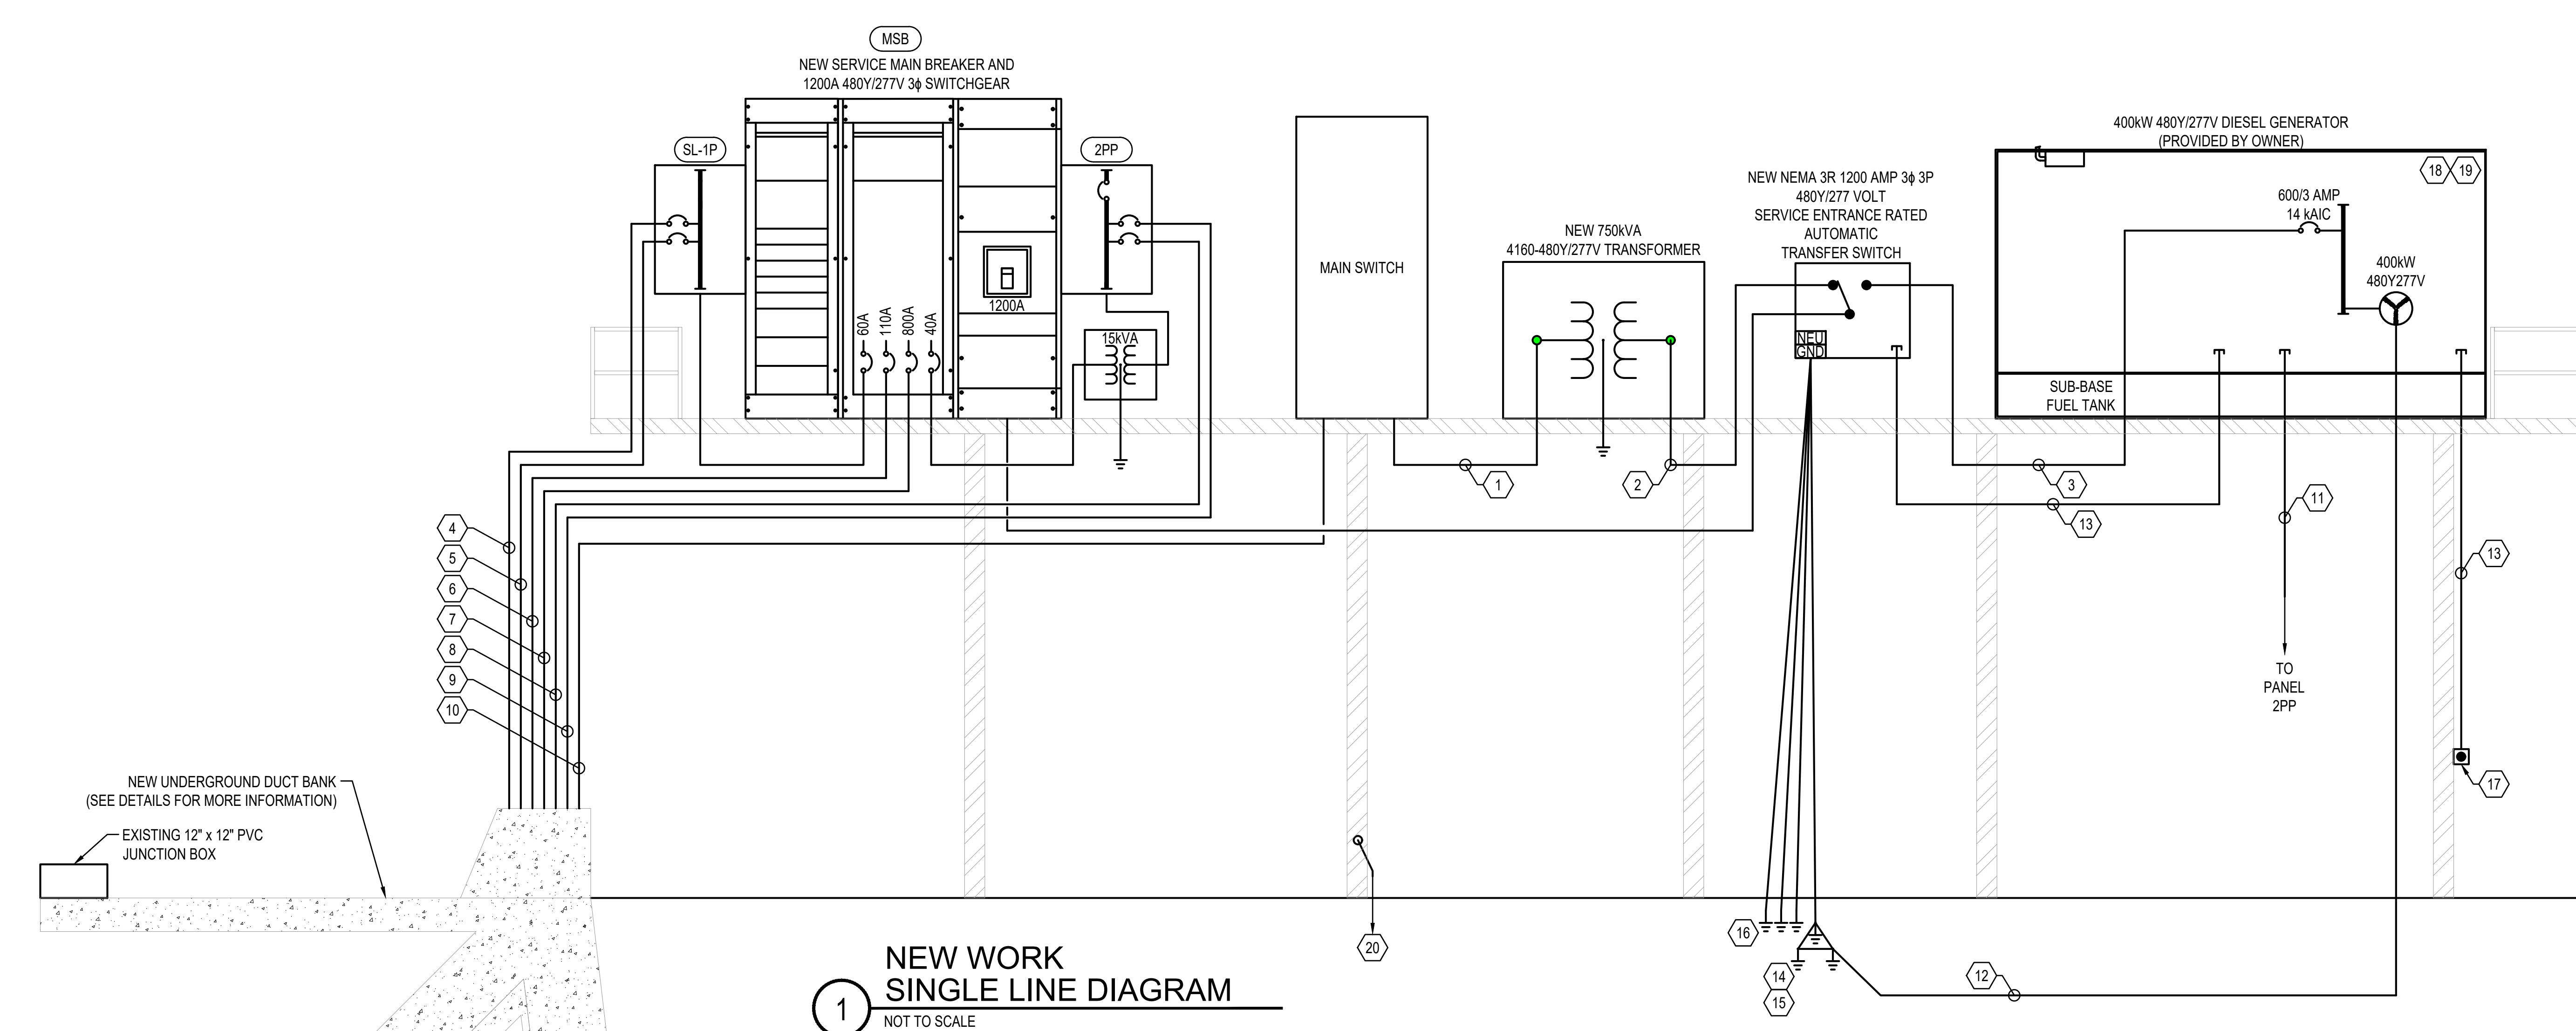 MSB
NEW SERVICE MAIN BREAKER AND
1200A 480Y/277V 3ϕ SWITCHGEAR
SL-1P
2PP
60A
110A
800A
40A
1200A
15kVA
MAIN SWITCH
NEW 750kVA
4160-480Y/277V TRANSFORMER
NEW NEMA 3R 1200 AMP 3ϕ 3P
480Y/277 VOLT
SERVICE ENTRANCE RATED
AUTOMATIC
TRANSFER SWITCH
NEU
GND
400kW 480Y/277V DIESEL GENERATOR
(PROVIDED BY OWNER)
18
19
600/3 AMP
14 kAIC
400kW
480Y277V
SUB-BASE
FUEL TANK
1
2
3
13
11
13
TO
PANEL
2PP
17
4
5
6
7
8
9
10
NEW UNDERGROUND DUCT BANK
(SEE DETAILS FOR MORE INFORMATION)
EXISTING 12" x 12" PVC
JUNCTION BOX
20
16
14
15
12
1
NEW WORK
SINGLE LINE DIAGRAM
NOT TO SCALE